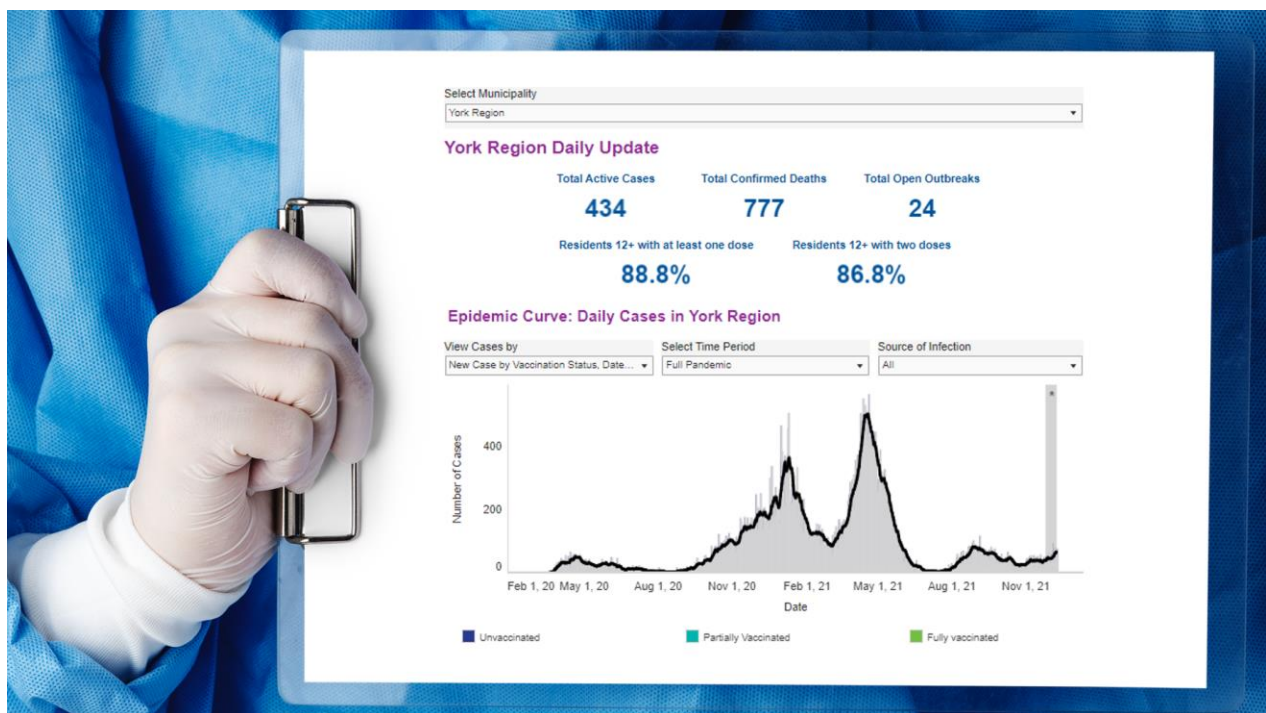 Select Municipality
York Region
York Region Daily Update
Total Active Cases Total Confirmed Deaths Total Open Outbreaks
434 777 24
Residents 12+ with at least one dose Residents 12+ with two doses
88.8% 86.8%
Epidemic Curve: Daily Cases in York Region
View Cases by Select Time Period Source of Infection
New Case by Vaccination Status, Date... Full Pandemic All
*
Number of Cases
400
200
0
Feb 1, 20 May 1, 20 Aug 1, 20 Nov 1, 20 Feb 1, 21 May 1, 21 Aug 1, 21 Nov 1, 21
Date
Unvaccinated Partially Vaccinated Fully vaccinated